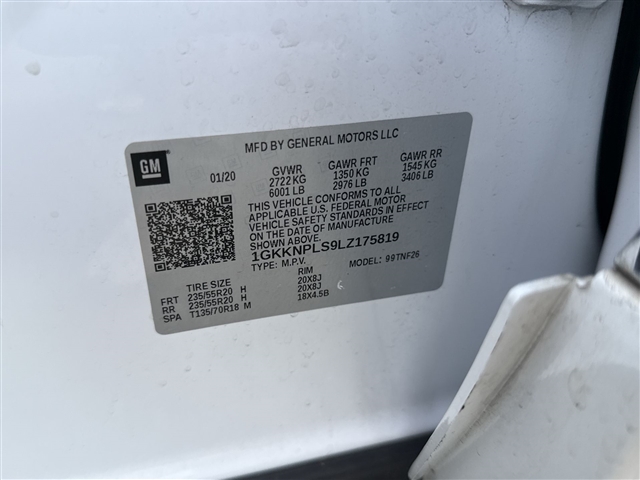 MFD BY GENERAL MOTORS LLC
GM
01/20 GVWR GAWR FRT GAWR RR
2722 KG 1350 KG 1545 KG
6001 LB 2976 LB 3406 LB
THIS VEHICLE CONFORMS TO ALL
APPLICABLE U.S. FEDERAL MOTOR
VEHICLE SAFETY STANDARDS IN EFFECT
ON THE DATE OF MANUFACTURE
SHOWN ABOVE.
1GKKNPLS9LZ175819
TYPE: M.P.V. MODEL: 99TNF26
TIRE SIZE RIM
FRT 235/55R20 H 20X8J
RR 235/55R20 H 20X8J
SPA T135/70R18 M 18X4.5B